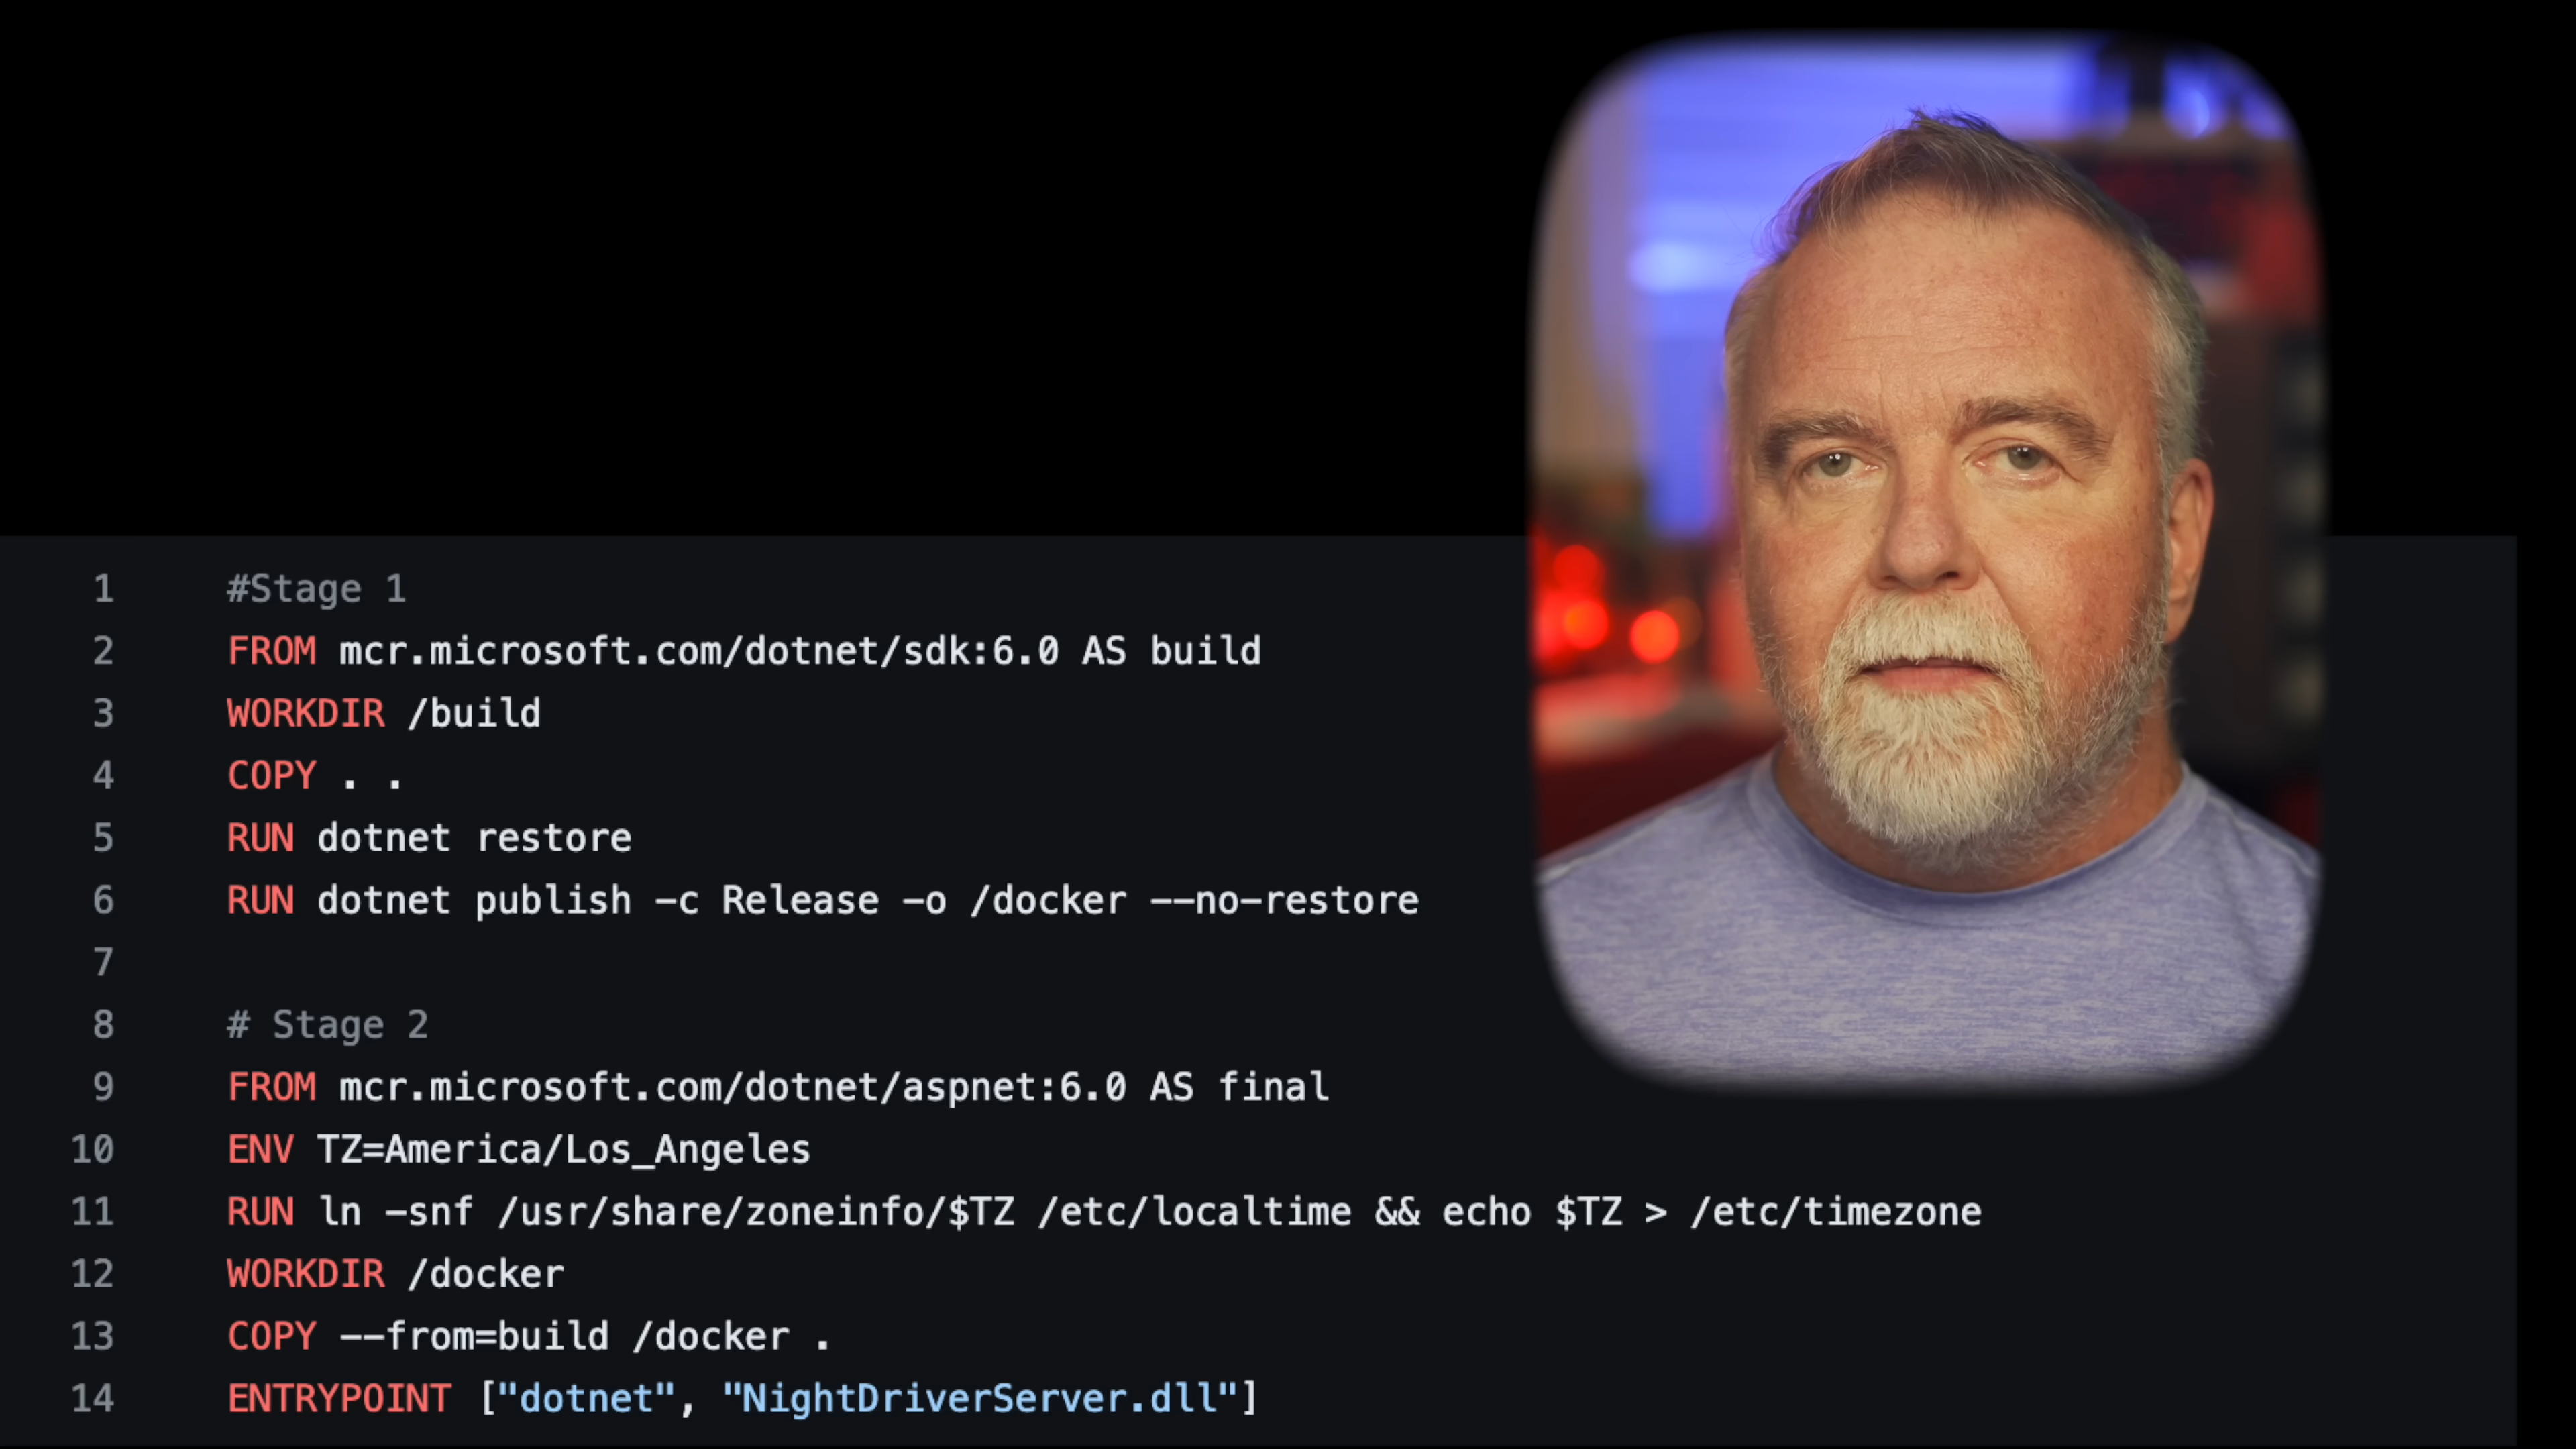 1 #Stage 1
2 FROM mcr.microsoft.com/dotnet/sdk:6.0 AS build
3 WORKDIR /build
4 COPY . .
5 RUN dotnet restore
6 RUN dotnet publish -c Release -o /docker --no-restore
7
8 # Stage 2
9 FROM mcr.microsoft.com/dotnet/aspnet:6.0 AS final
10 ENV TZ=America/Los_Angeles
11 RUN ln -snf /usr/share/zoneinfo/$TZ /etc/localtime && echo $TZ > /etc/timezone
12 WORKDIR /docker
13 COPY --from=build /docker .
14 ENTRYPOINT ["dotnet", "NightDriverServer.dll"]